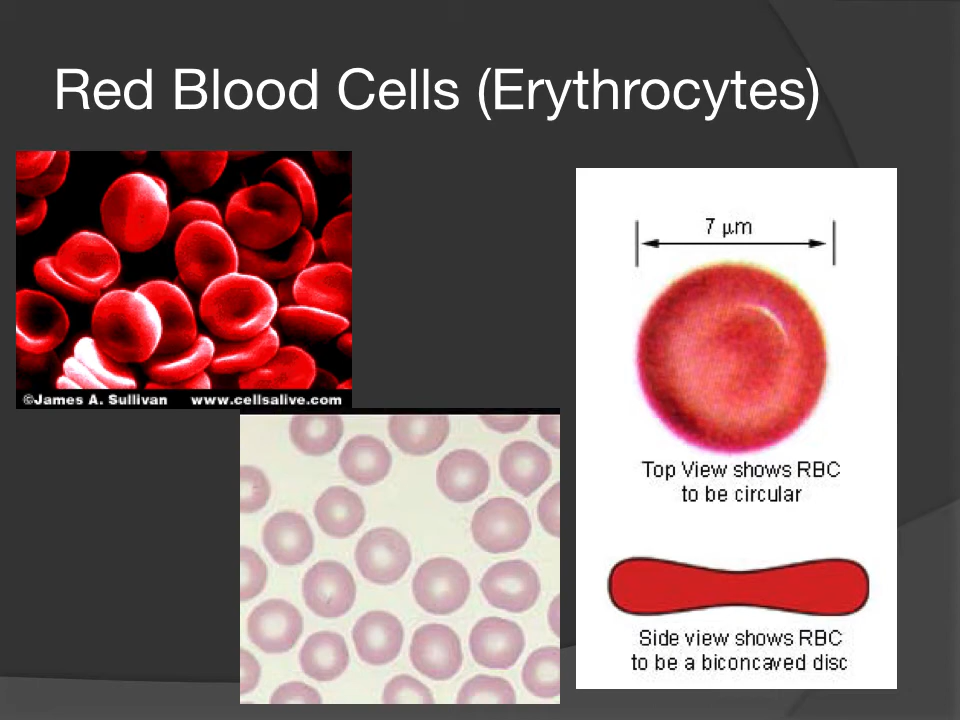 Red Blood Cells (Erythrocytes)
©James A. Sullivan www.cellsalive.com
7 µm
Top View shows RBC
to be circular
Side view shows RBC
to be a biconcaved disc